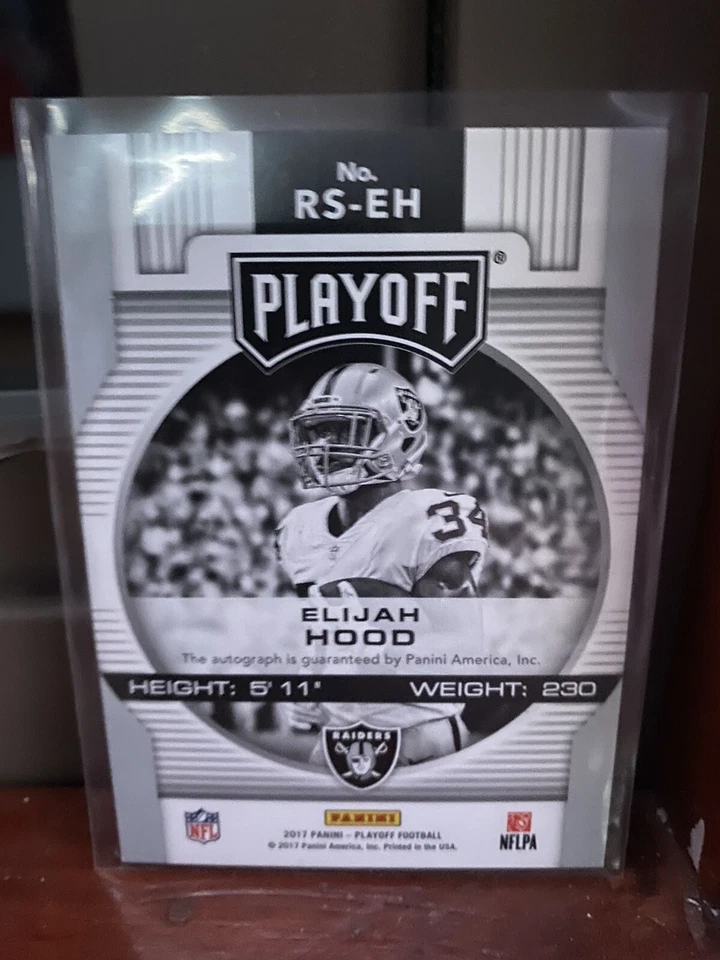 No.
RS-EH
PLAYOFF®
34
ELIJAH
HOOD
The autograph is guaranteed by Panini America, Inc.
HEIGHT: 5' 11" WEIGHT: 230
RAIDERS
NFL
PANINI
NFLPA
2017 PANINI – PLAYOFF FOOTBALL
© 2017 Panini America, Inc. Printed in the USA.